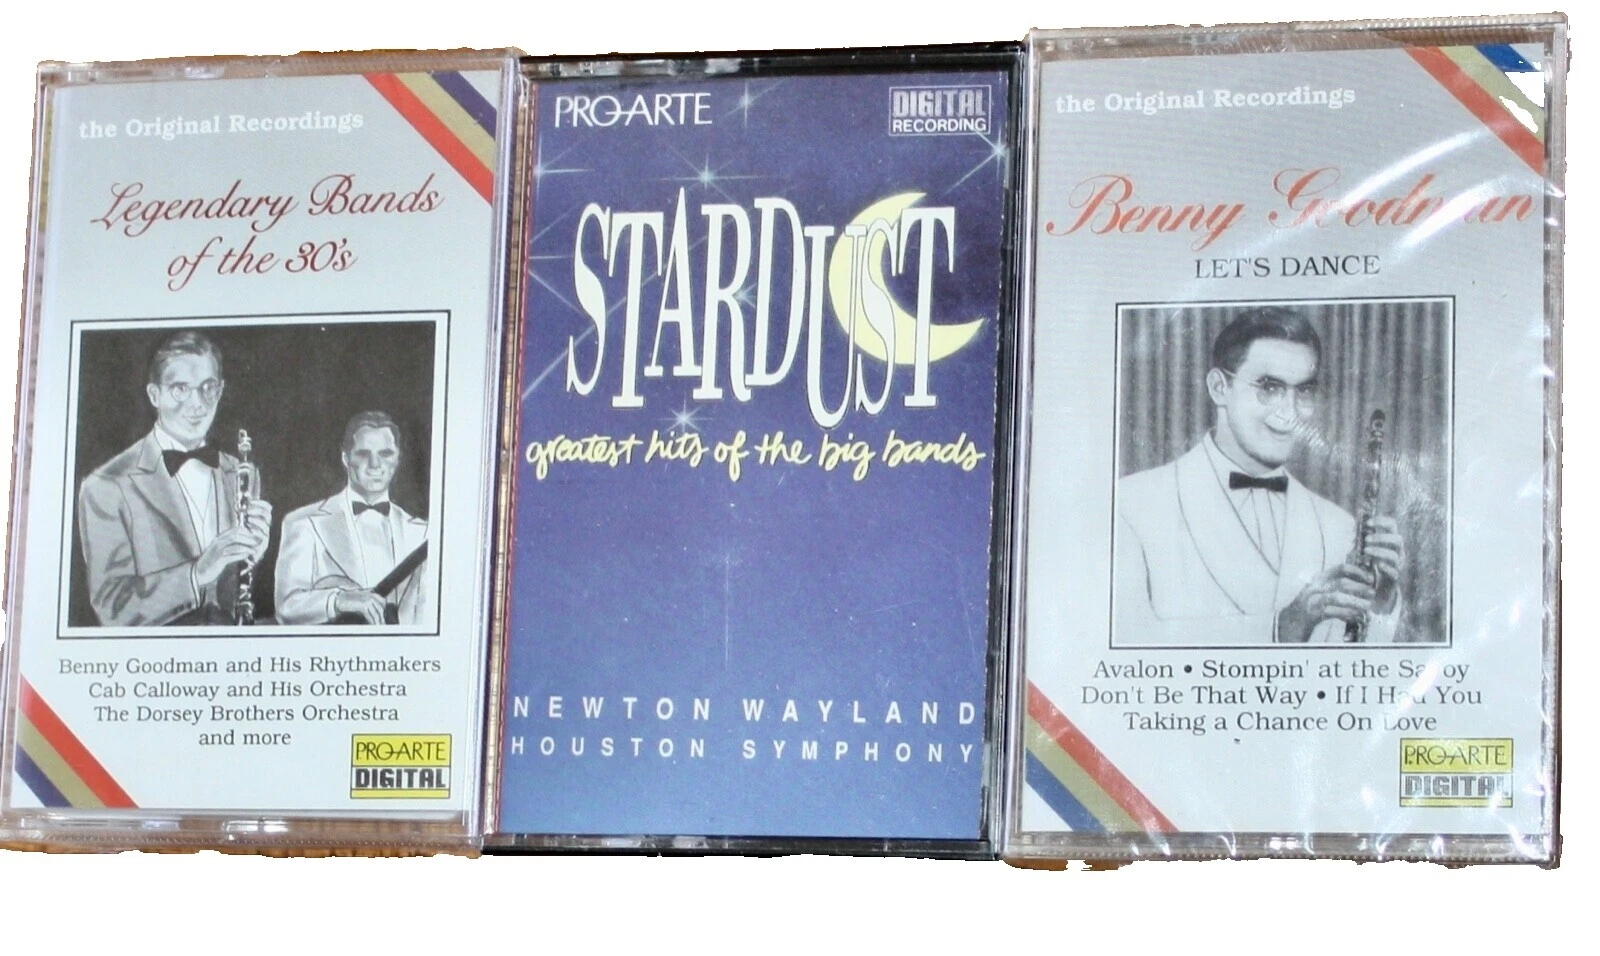 the Original Recordings
Legendary Bands
of the 30's
Benny Goodman and His Rhythmakers
Cab Calloway and His Orchestra
The Dorsey Brothers Orchestra
and more
PRO-ARTE
DIGITAL
PRO-ARTE
DIGITAL
RECORDING
STARDUST
greatest hits of the big bands
NEWTON WAYLAND
HOUSTON SYMPHONY
the Original Recordings
Benny Goodman
LET'S DANCE
Avalon • Stompin' at the Savoy
Don't Be That Way • If I Had You
Taking a Chance On Love
PRO-ARTE
DIGITAL